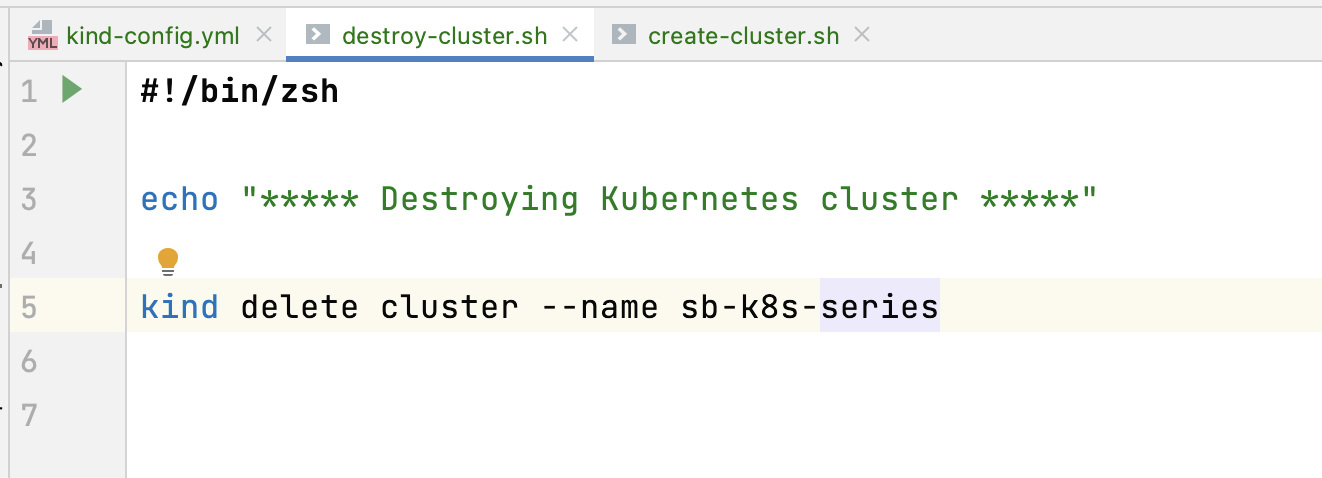 YML kind-config.yml destroy-cluster.sh create-cluster.sh
1 #!/bin/zsh
2
3 echo "***** Destroying Kubernetes cluster *****"
4
5 kind delete cluster --name sb-k8s-series
6
7